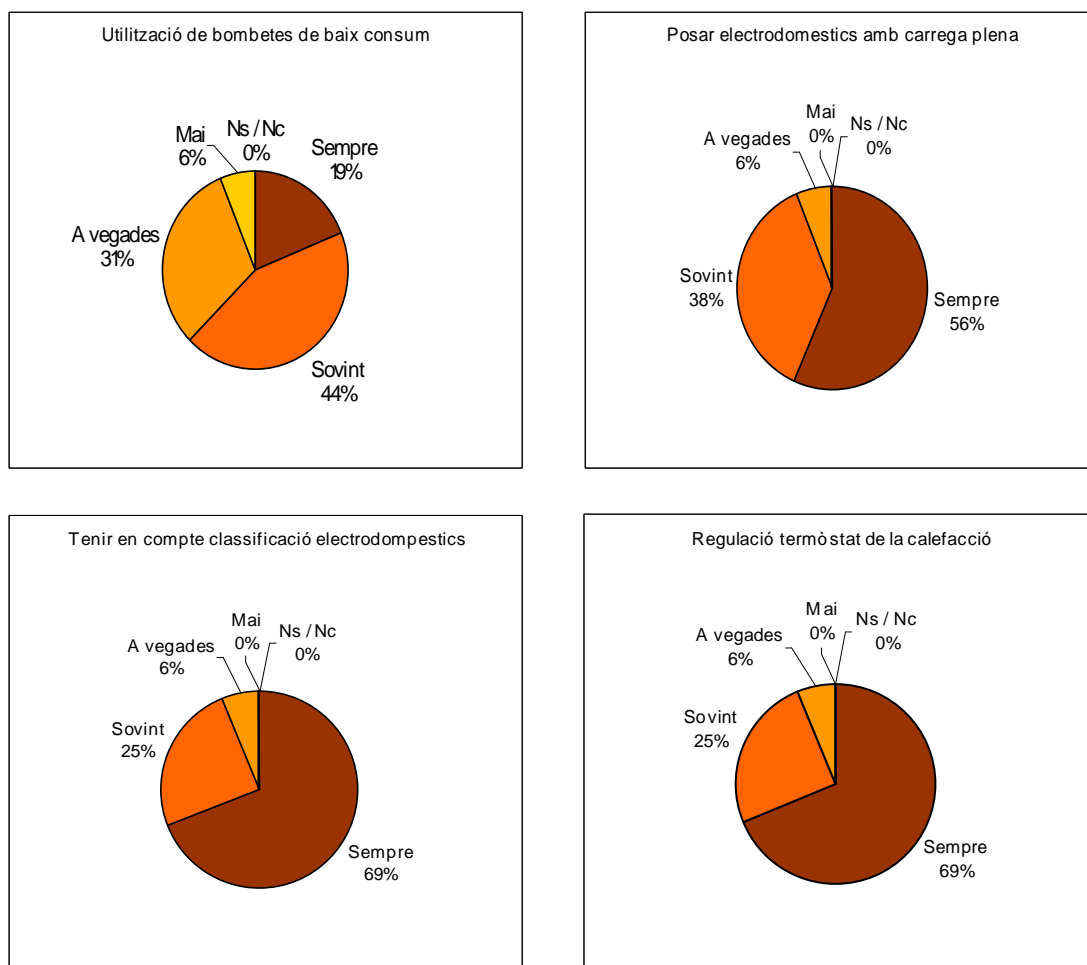 Utilització de bombetes de baix consum
Mai
6%
Ns / Nc
0%
Sempre
19%
A vegades
31%
Sovint
44%
Posar electrodomestics amb carrega plena
Mai
0%
Ns / Nc
0%
A vegades
6%
Sovint
38%
Sempre
56%
Tenir en compte classificació electrodompestics
Mai
0%
Ns / Nc
0%
A vegades
6%
Sovint
25%
Sempre
69%
Regulació termòstat de la calefacció
Mai
0%
Ns / Nc
0%
A vegades
6%
Sovint
25%
Sempre
69%